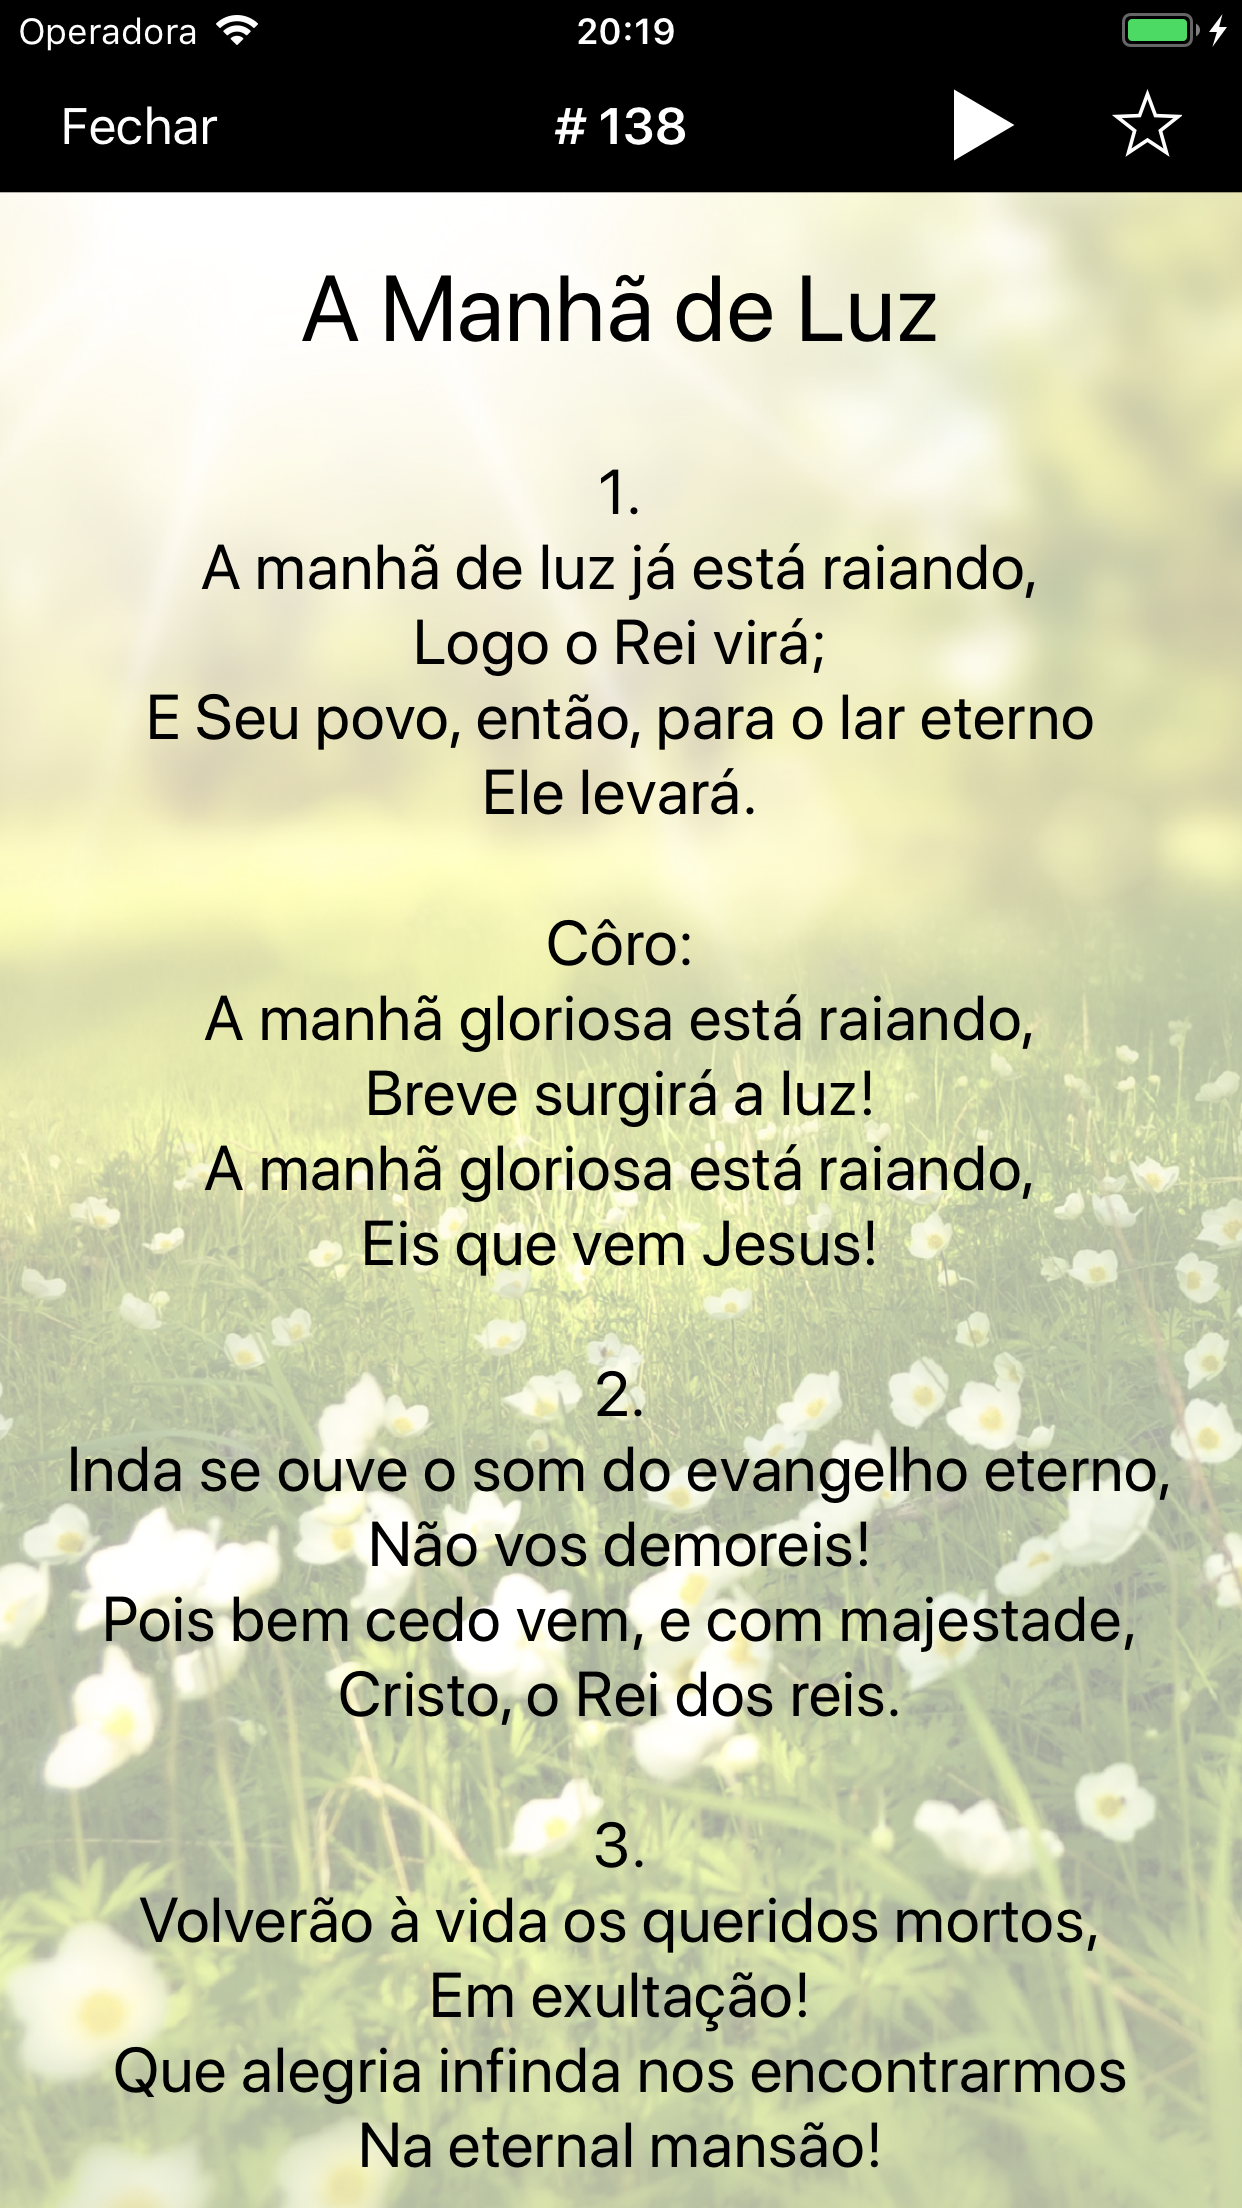 Operadora
20:19
Fechar
# 138
A Manhã de Luz
1.
A manhã de luz já está raiando,
Logo o Rei virá;
E Seu povo, então, para o lar eterno
Ele levará.
Côro:
A manhã gloriosa está raiando,
Breve surgirá a luz!
A manhã gloriosa está raiando,
Eis que vem Jesus!
2.
Inda se ouve o som do evangelho eterno,
Não vos demoreis!
Pois bem cedo vem, e com majestade,
Cristo, o Rei dos reis.
3.
Volverão à vida os queridos mortos,
Em exultação!
Que alegria infinda nos encontrarmos
Na eternal mansão!